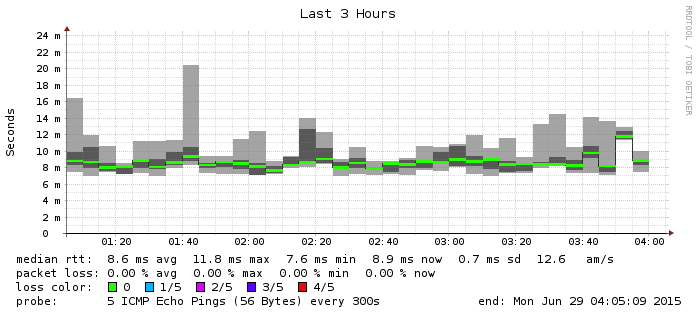 Last 3 Hours
RRDTOOL / TOBI OETIKER
Seconds
24 m
22 m
20 m
18 m
16 m
14 m
12 m
10 m
8 m
6 m
4 m
2 m
0
01:20 01:40 02:00 02:20 02:40 03:00 03:20 03:40 04:00
median rtt: 8.6 ms avg 11.8 ms max 7.6 ms min 8.9 ms now 0.7 ms sd 12.6 am/s
packet loss: 0.00 % avg 0.00 % max 0.00 % min 0.00 % now
loss color: 0 1/5 2/5 3/5 4/5
probe: 5 ICMP Echo Pings (56 Bytes) every 300s end: Mon Jun 29 04:05:09 2015